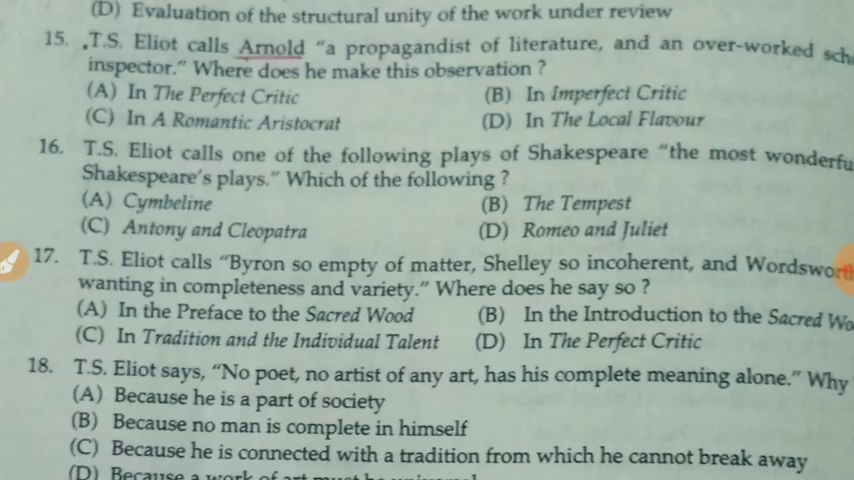 (D) Evaluation of the structural unity of the work under review
15. T.S. Eliot calls Arnold "a propagandist of literature, and an over-worked
inspector." Where does he make this observation ?
(A) In The Perfect Critic (B) In Imperfect Critic
(C) In A Romantic Aristocrat (D) In The Local Flavour
16. T.S. Eliot calls one of the following plays of Shakespeare "the most
Shakespeare's plays." Which of the following ?
(A) Cymbeline (B) The Tempest
(C) Antony and Cleopatra (D) Romeo and Juliet
17. T.S. Eliot calls "Byron so empty of matter, Shelley so incoherent, and Wordsworth
wanting in completeness and variety." Where does he say so ?
(A) In the Preface to the Sacred Wood (B) In the Introduction to the Sacred
(C) In Tradition and the Individual Talent (D) In The Perfect Critic
18. T.S. Eliot says, "No poet, no artist of any art, has his complete meaning alone." Why
(A) Because he is a part of society
(B) Because no man is complete in himself
(C) Because he is connected with a tradition from which he cannot break away
(D) Because a work of art must be